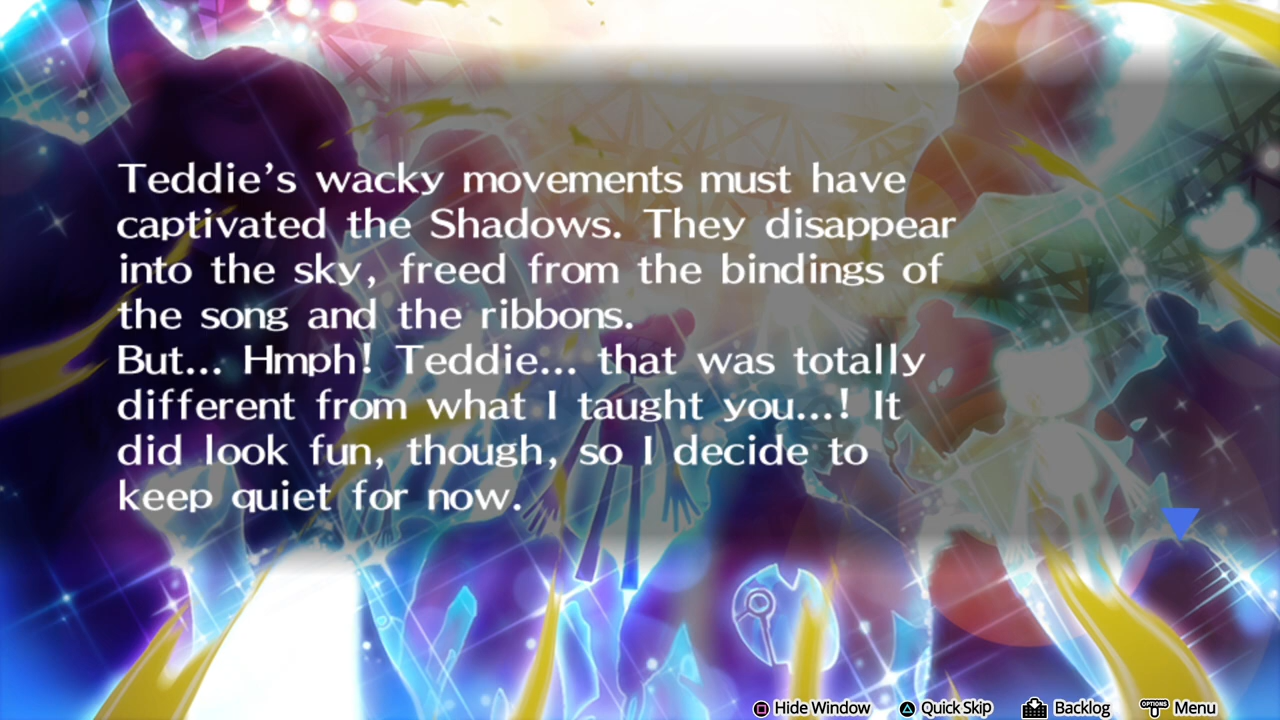 Teddie's wacky movements must have
captivated the Shadows. They disappear
into the sky, freed from the bindings of
the song and the ribbons.
But... Hmph! Teddie... that was totally
different from what I taught you...! It
did look fun, though, so I decide to
keep quiet for now.
Hide Window Quick Skip Backlog OPTIONS Menu